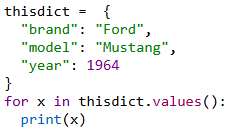 thisdict =  {
  "brand": "Ford",
  "model": "Mustang",
  "year": 1964
}
for x in thisdict.values():
  print(x)